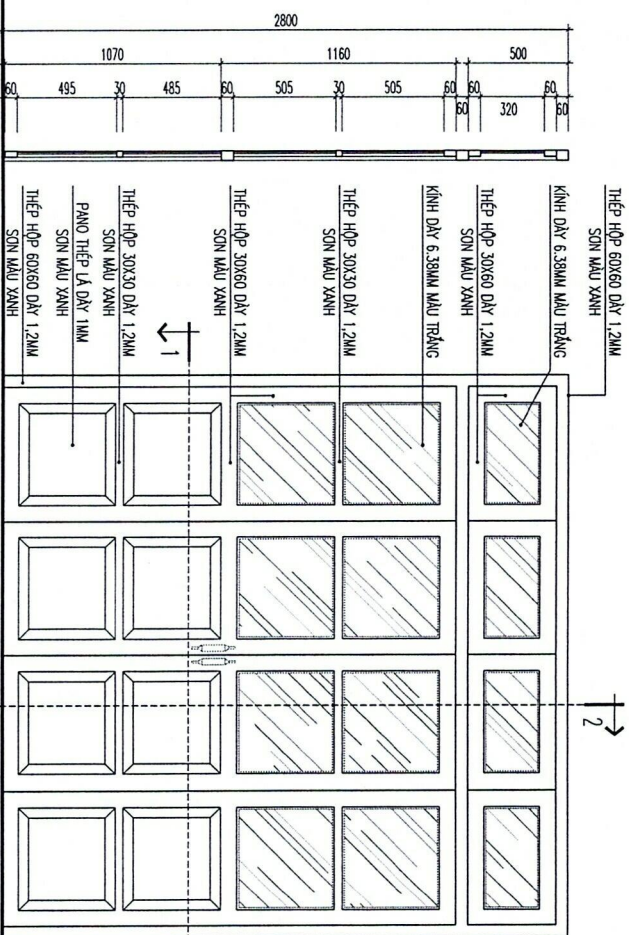 2800
1070 1160 500
60 495 30 485 60 505 30 505 60 60 60 320 60 60
THÉP HỘP 60X60 DÀY 1,2MM
SƠN MÀU XANH
KÍNH DÀY 6.38MM MÀU TRẮNG
THÉP HỘP 30X60 DÀY 1,2MM
SƠN MÀU XANH
KÍNH DÀY 6.38MM MÀU TRẮNG
THÉP HỘP 30X30 DÀY 1,2MM
SƠN MÀU XANH
THÉP HỘP 30X60 DÀY 1,2MM
SƠN MÀU XANH
THÉP HỘP 30X30 DÀY 1,2MM
SƠN MÀU XANH
PANO THÉP LÁ DÀY 1MM
SƠN MÀU XANH
THÉP HỘP 60X60 DÀY 1,2MM
SƠN MÀU XANH
1
2